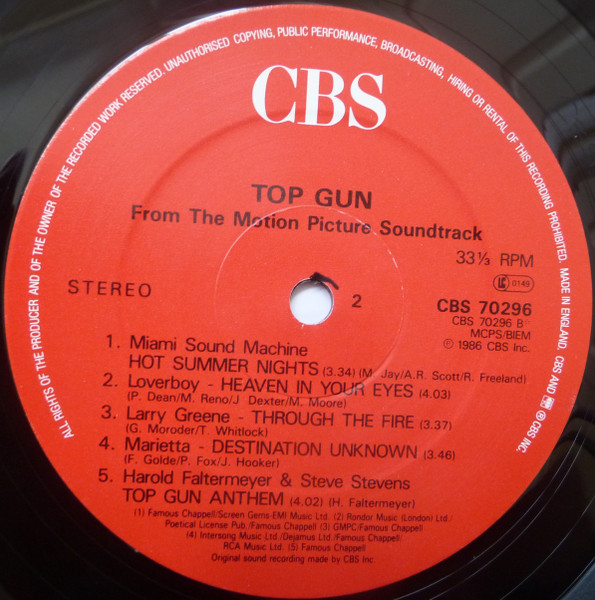 ALL RIGHTS OF THE PRODUCER AND OF THE OWNER OF THE RECORDED WORK RESERVED. UNAUTHORISED COPYING, PUBLIC PERFORMANCE, BROADCASTING, HIRING OR RENTAL OF THIS RECORDING PROHIBITED. MADE IN ENGLAND. CBS AND ℗ © CBS INC.
CBS
TOP GUN
From The Motion Picture Soundtrack
33⅓ RPM
LC 0149
STEREO
2
CBS 70296
CBS 70296 B
MCPS/BIEM
℗ 1986 CBS Inc.
1. Miami Sound Machine
HOT SUMMER NIGHTS (3.34) (M. Jay/A.R. Scott/R. Freeland)
2. Loverboy - HEAVEN IN YOUR EYES (4.03)
(P. Dean/M. Reno/J Dexter/M. Moore)
3. Larry Greene - THROUGH THE FIRE (3.37)
(G. Moroder/T. Whitlock)
4. Marietta - DESTINATION UNKNOWN (3.46)
(F. Golde/P. Fox/J. Hooker)
5. Harold Faltermeyer & Steve Stevens
TOP GUN ANTHEM (4.02) (H. Faltermeyer)
(1) Famous Chappell/Screen Gems-EMI Music Ltd. (2) Rondor Music (London) Ltd./
Poetical License Pub./Famous Chappell (3) GMPC/Famous Chappell
(4) Intersong Music Ltd/Dejamus Ltd/Famous Chappell/
RCA Music Ltd. (5) Famous Chappell
Original sound recording made by CBS Inc.